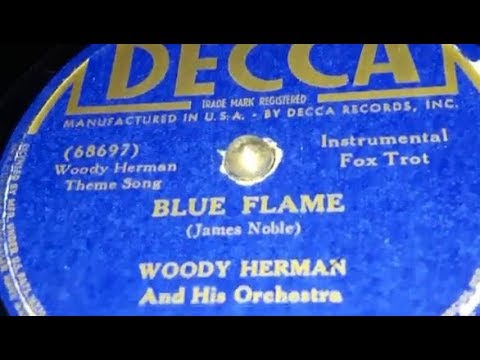 DECCA
TRADE MARK REGISTERED
MANUFACTURED IN U.S.A. - BY DECCA RECORDS, INC.
(68697)
Woody Herman
Theme Song
Instrumental
Fox Trot
BLUE FLAME
(James Noble)
WOODY HERMAN
And His Orchestra